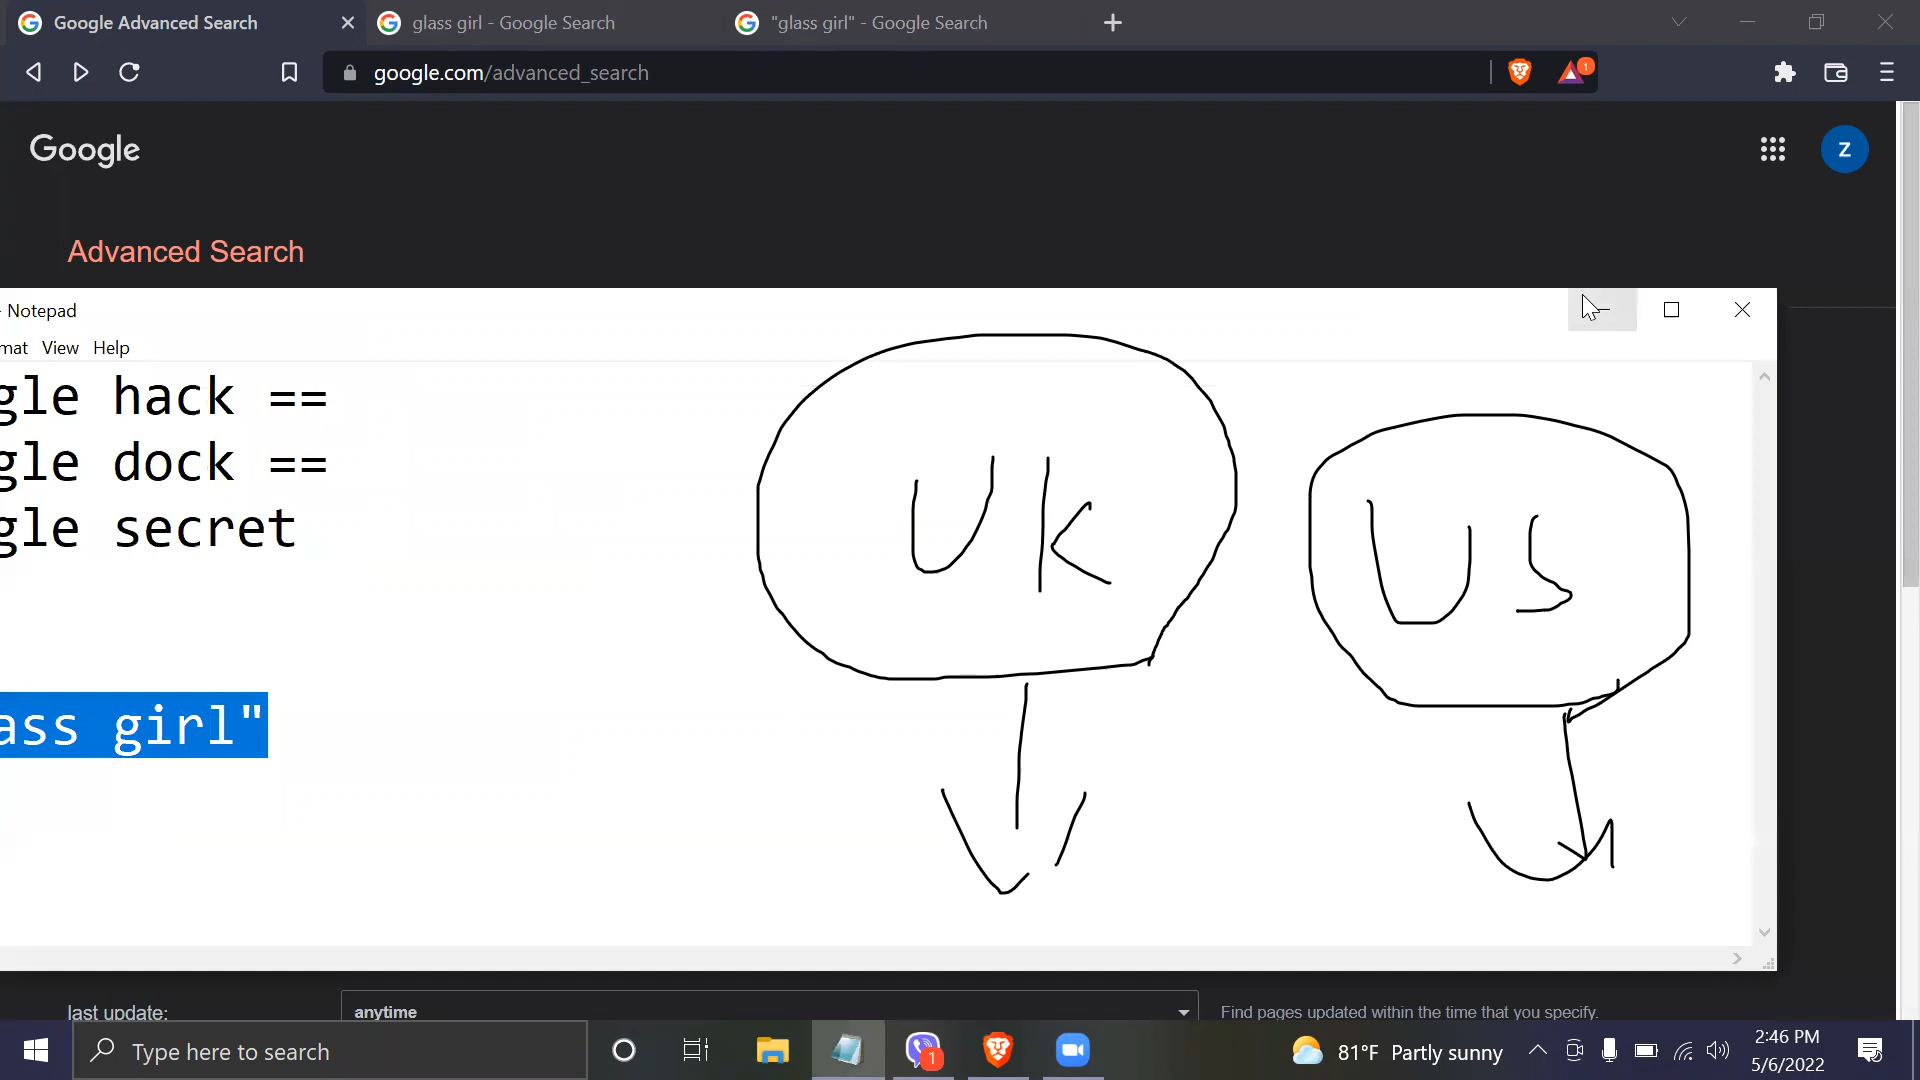 Google Advanced Search
glass girl - Google Search
"glass girl" - Google Search
google.com/advanced_search
1
Google
Z
Advanced Search
- Notepad
mat View Help
gle hack ==
gle dock ==
gle secret
ass girl"
UK
US
last update:
anytime
Find pages updated within the time that you specify.
Type here to search
1
81°F Partly sunny
2:46 PM
5/6/2022